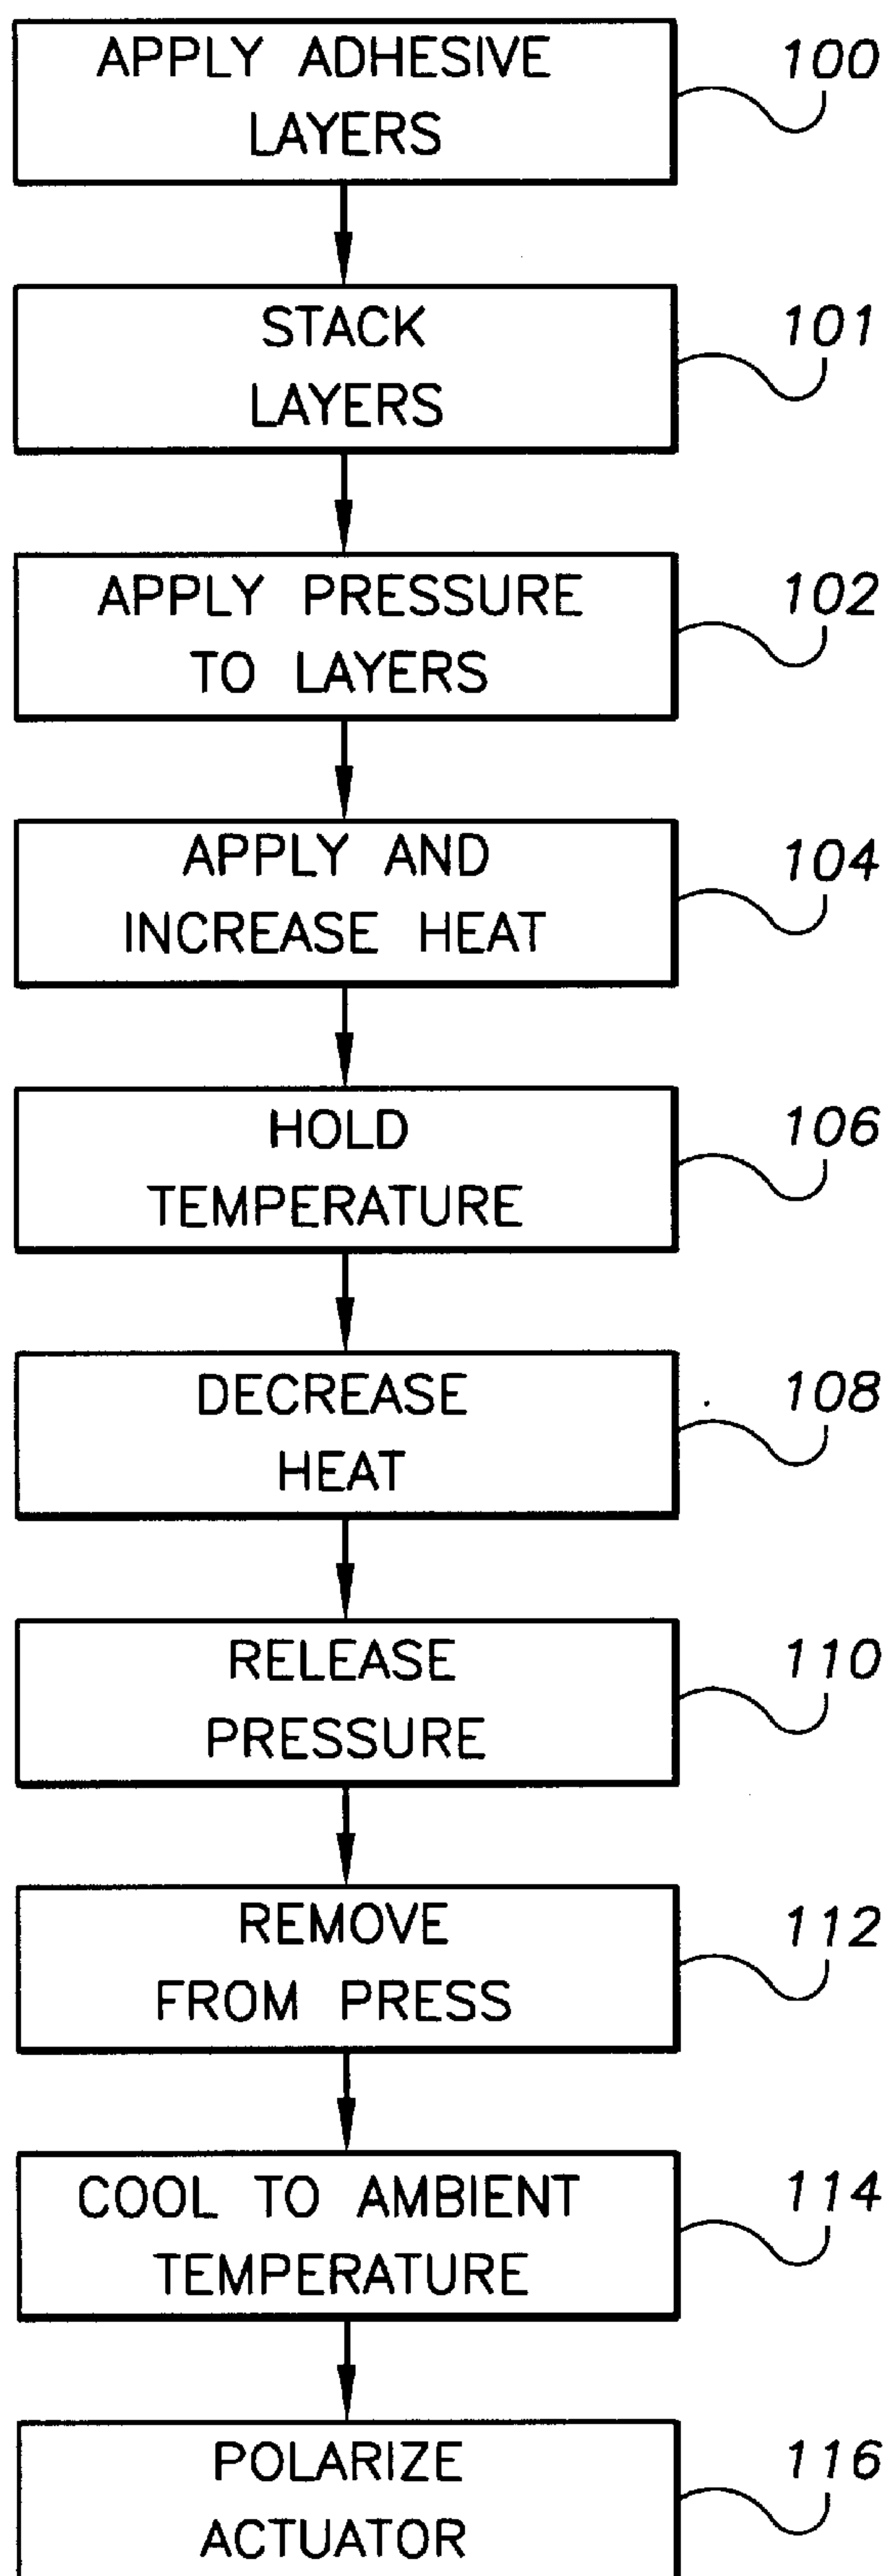 APPLY ADHESIVE
LAYERS
100
STACK
LAYERS
101
APPLY PRESSURE
TO LAYERS
102
APPLY AND
INCREASE HEAT
104
HOLD
TEMPERATURE
106
DECREASE
HEAT
108
RELEASE
PRESSURE
110
REMOVE
FROM PRESS
112
COOL TO AMBIENT
TEMPERATURE
114
POLARIZE
ACTUATOR
116